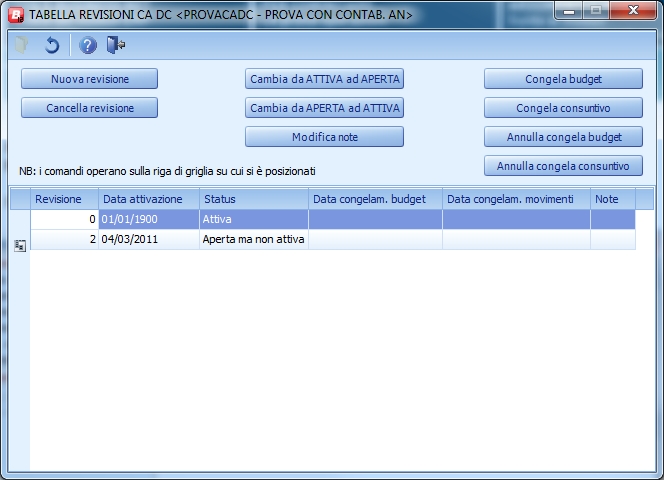 TABELLA REVISIONI CA DC <PROVACADC - PROVA CON CONTAB. AN>
Nuova revisione
Cambia da ATTIVA ad APERTA
Congela budget
Cancella revisione
Cambia da APERTA ad ATTIVA
Congela consuntivo
Modifica note
Annulla congela budget
NB: i comandi operano sulla riga di griglia su cui si è posizionati
Annulla congela consuntivo
Revisione Data attivazione Status Data congelam. budget Data congelam. movimenti Note
0 01/01/1900 Attiva
2 04/03/2011 Aperta ma non attiva